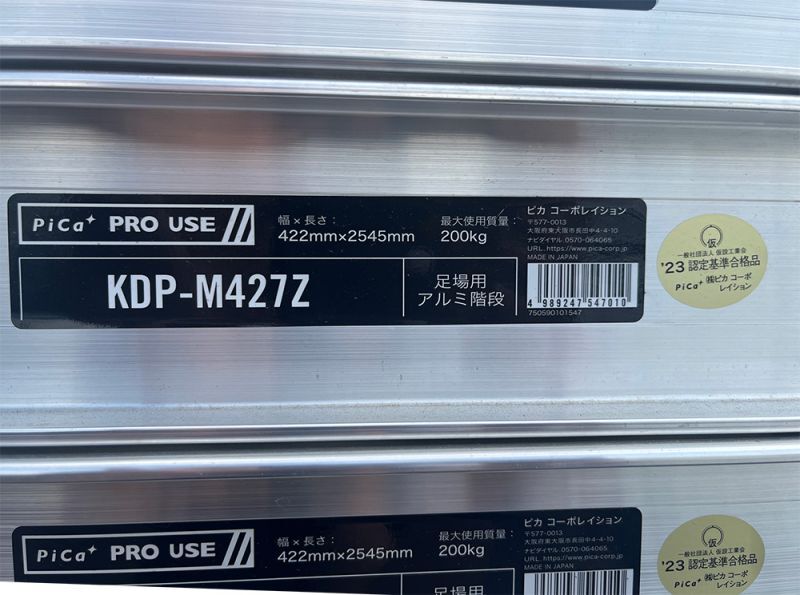 PiCa PRO USE
幅×長さ:
422mm×2545mm
最大使用質量:
200kg
KDP-M427Z
足場用
アルミ階段
ピカ コーポレイション
〒577-0013
大阪府東大阪市長田中4-4-10
ナビダイヤル.0570-064065
URL. https://www.pica-corp.jp
MADE IN JAPAN
4 989247 547010
750590101547
仮
一般社団法人 仮設工業会
'23 認定基準合格品
PiCa ㈱ピカ コーポ
レイション
PiCa PRO USE
幅×長さ:
422mm×2545mm
最大使用質量:
200kg
足場用
ピカ コーポレイション
〒577-0013
大阪府東大阪市長田中4-4-10
ナビダイヤル.0570-064065
URL. https://www.pica-corp.jp
MADE IN JAPAN
仮
一般社団法人 仮設工業会
'23 認定基準合格品
PiCa ㈱ピカ コーポ
レイション